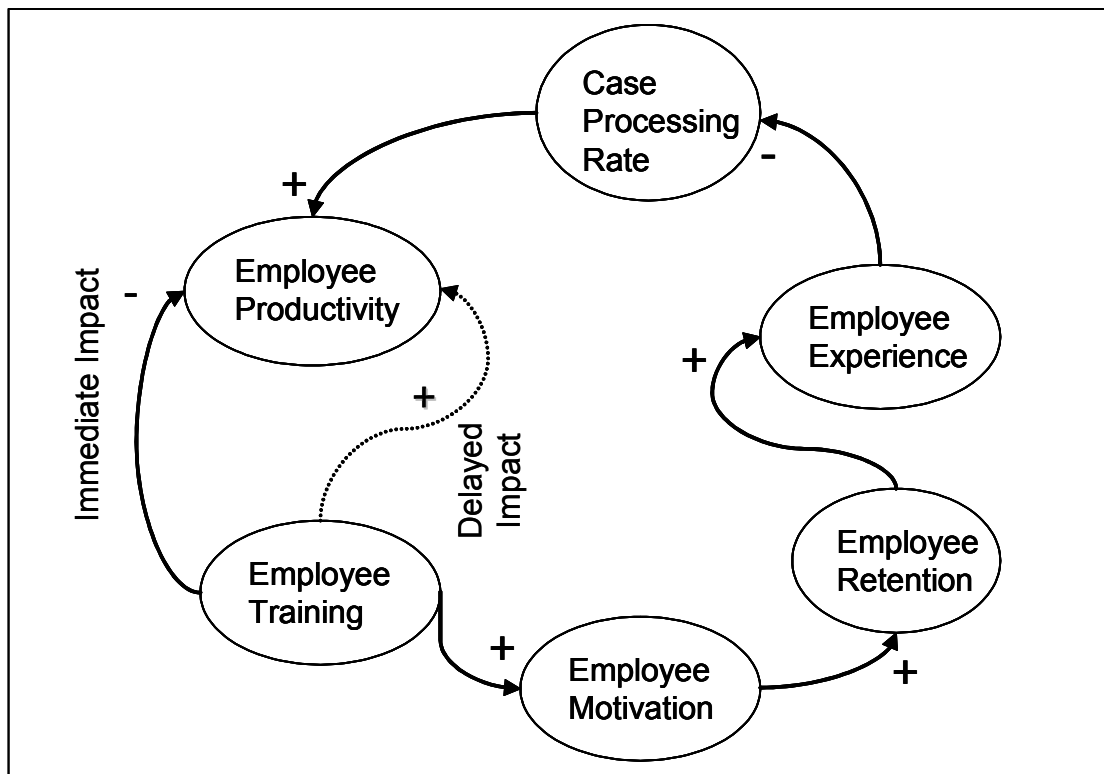 Case
Processing
Rate
-
+
Employee
Productivity
-
Immediate Impact
Employee
Experience
+
+
Delayed
Impact
Employee
Training
Employee
Retention
+
Employee
Motivation
+